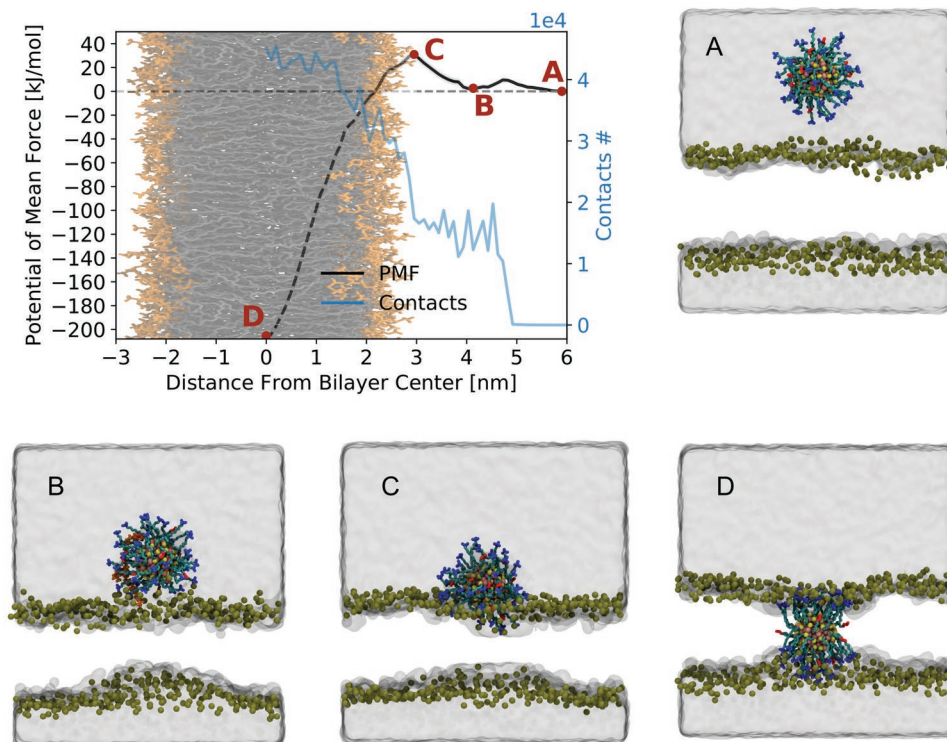 1e4
40
20
0
−20
−40
−60
−80
−100
−120
−140
−160
−180
−200
Potential of Mean Force [kJ/mol]
C
B
A
D
PMF
Contacts
4
3
2
1
0
Contacts #
−3 −2 −1 0 1 2 3 4 5 6
Distance From Bilayer Center [nm]
A
B
C
D